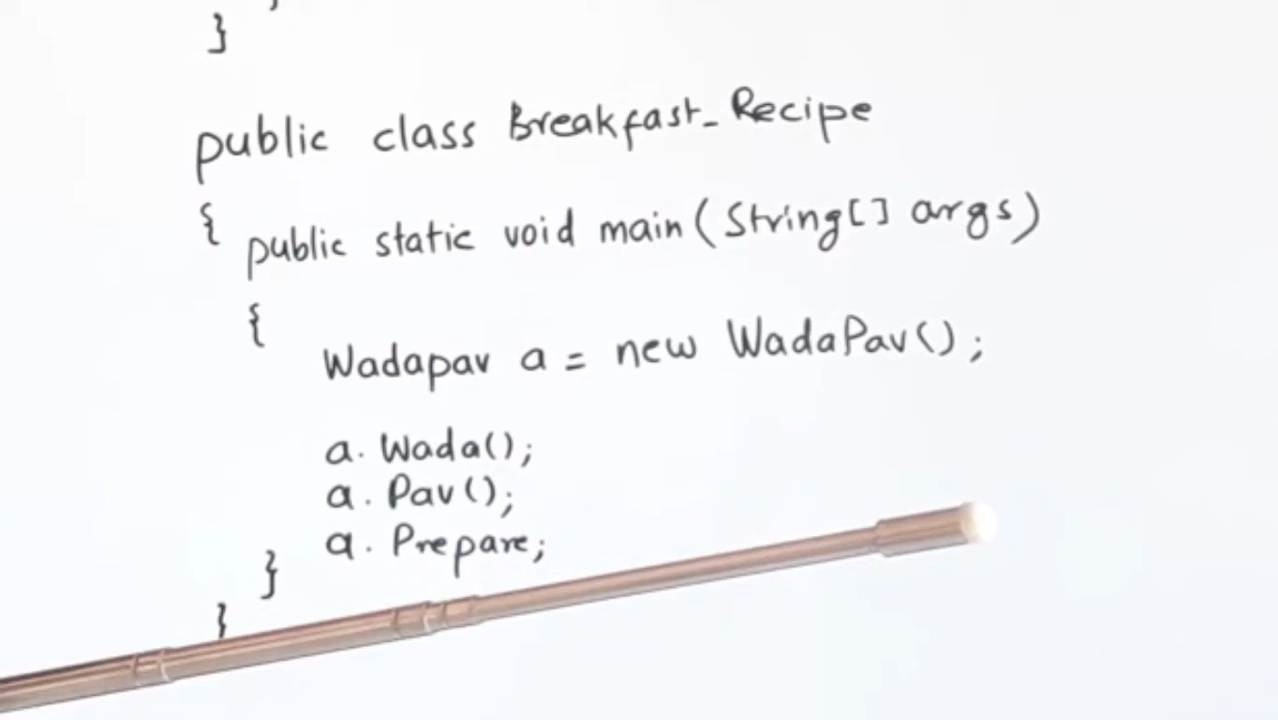 }
public class Breakfast_Recipe
{ public static void main(String[] args)
{
Wadapav a = new WadaPav();
a. Wada();
a. Pav();
a. Prepare;
}
}